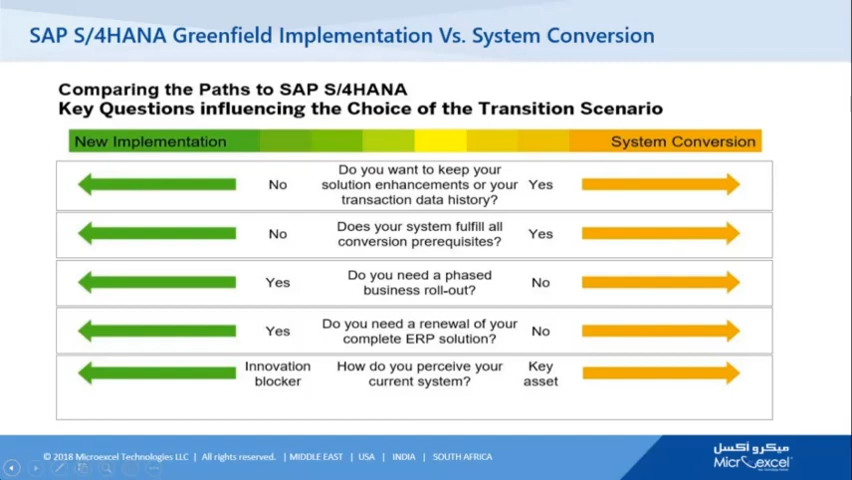 SAP S/4HANA Greenfield Implementation Vs. System Conversion
Comparing the Paths to SAP S/4HANA
Key Questions influencing the Choice of the Transition Scenario
New Implementation
System Conversion
No
Do you want to keep your
solution enhancements or your
transaction data history?
Yes
No
Does your system fulfill all
conversion prerequisites?
Yes
Yes
Do you need a phased
business roll-out?
No
Yes
Do you need a renewal of your
complete ERP solution?
No
Innovation
blocker
How do you perceive your
current system?
Key
asset
© 2018 Microexcel Technologies LLC | All rights reserved. | MIDDLE EAST | USA | INDIA | SOUTH AFRICA
ميكرو أكسل
Microexcel